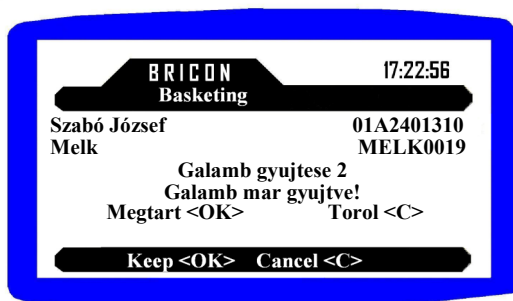 BRICON 17:22:56
Basketing
Szabó József 01A2401310
Melk MELK0019
Galamb gyujtese 2
Galamb mar gyujtve!
Megtart <OK> Torol <C>
Keep <OK> Cancel <C>